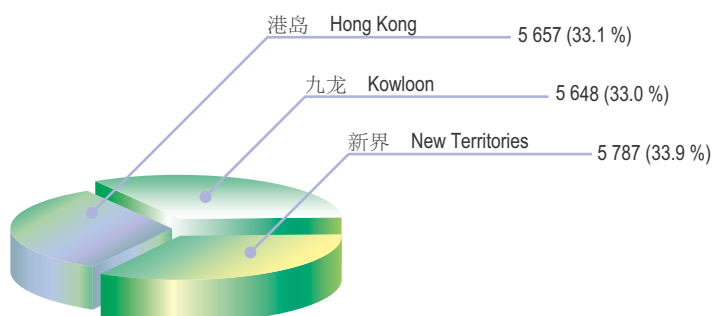 港岛 Hong Kong 5 657 (33.1 %)
九龙 Kowloon 5 648 (33.0 %)
新界 New Territories 5 787 (33.9 %)